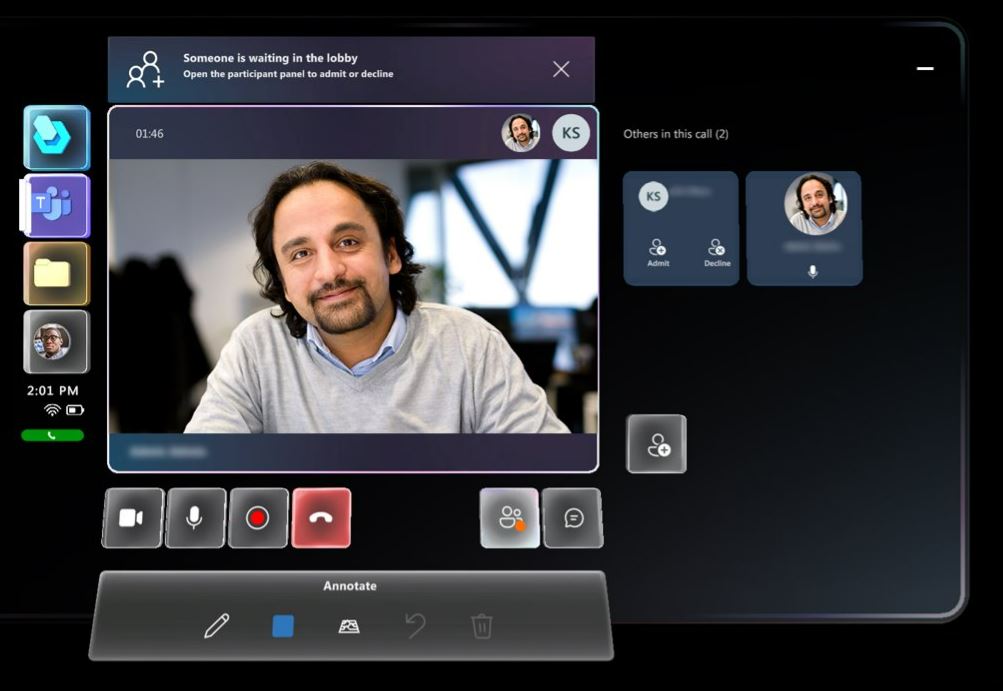 Someone is waiting in the lobby
Open the participant panel to admit or decline
01:46
KS
Others in this call (2)
KS
Admit
Decline
T
2:01 PM
Annotate